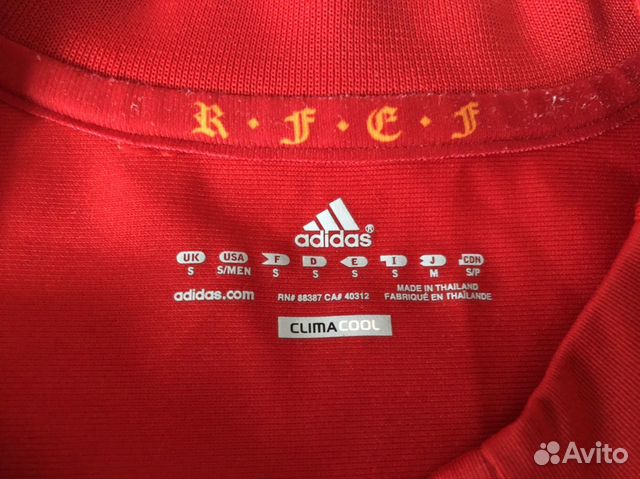 R · F · E · F
adidas®
UK USA F D E I J CDN
S S/MEN S S S S M S/P
adidas.com RN# 88387 CA# 40312 MADE IN THAILAND
FABRIQUÉ EN THAÏLANDE
CLIMACOOL
Avito